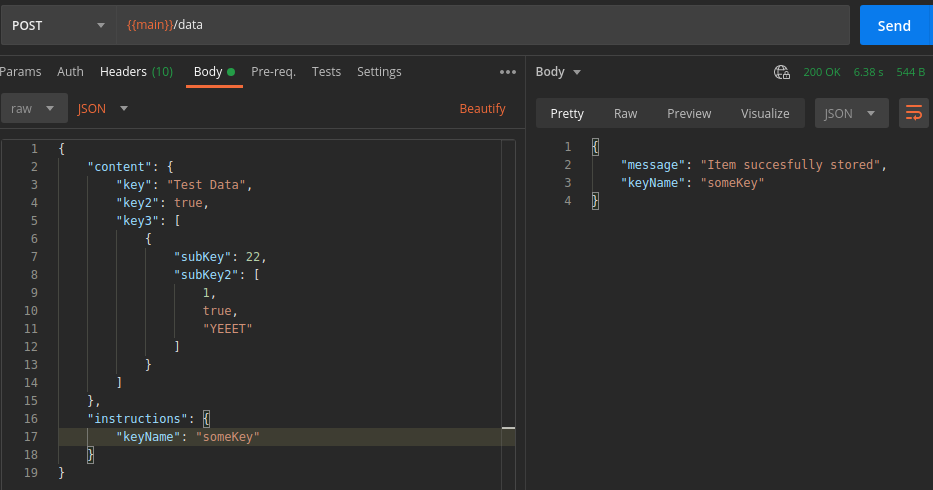 POST {{main}}/data Send
Params Auth Headers (10) Body Pre-req. Tests Settings
raw JSON Beautify
1 {
2 "content": {
3 "key": "Test Data",
4 "key2": true,
5 "key3": [
6 {
7 "subKey": 22,
8 "subKey2": [
9 1,
10 true,
11 "YEEET"
12 ]
13 }
14 ]
15 },
16 "instructions": {
17 "keyName": "someKey"
18 }
19 }
Body 200 OK 6.38 s 544 B
Pretty Raw Preview Visualize JSON
1 {
2 "message": "Item succesfully stored",
3 "keyName": "someKey"
4 }